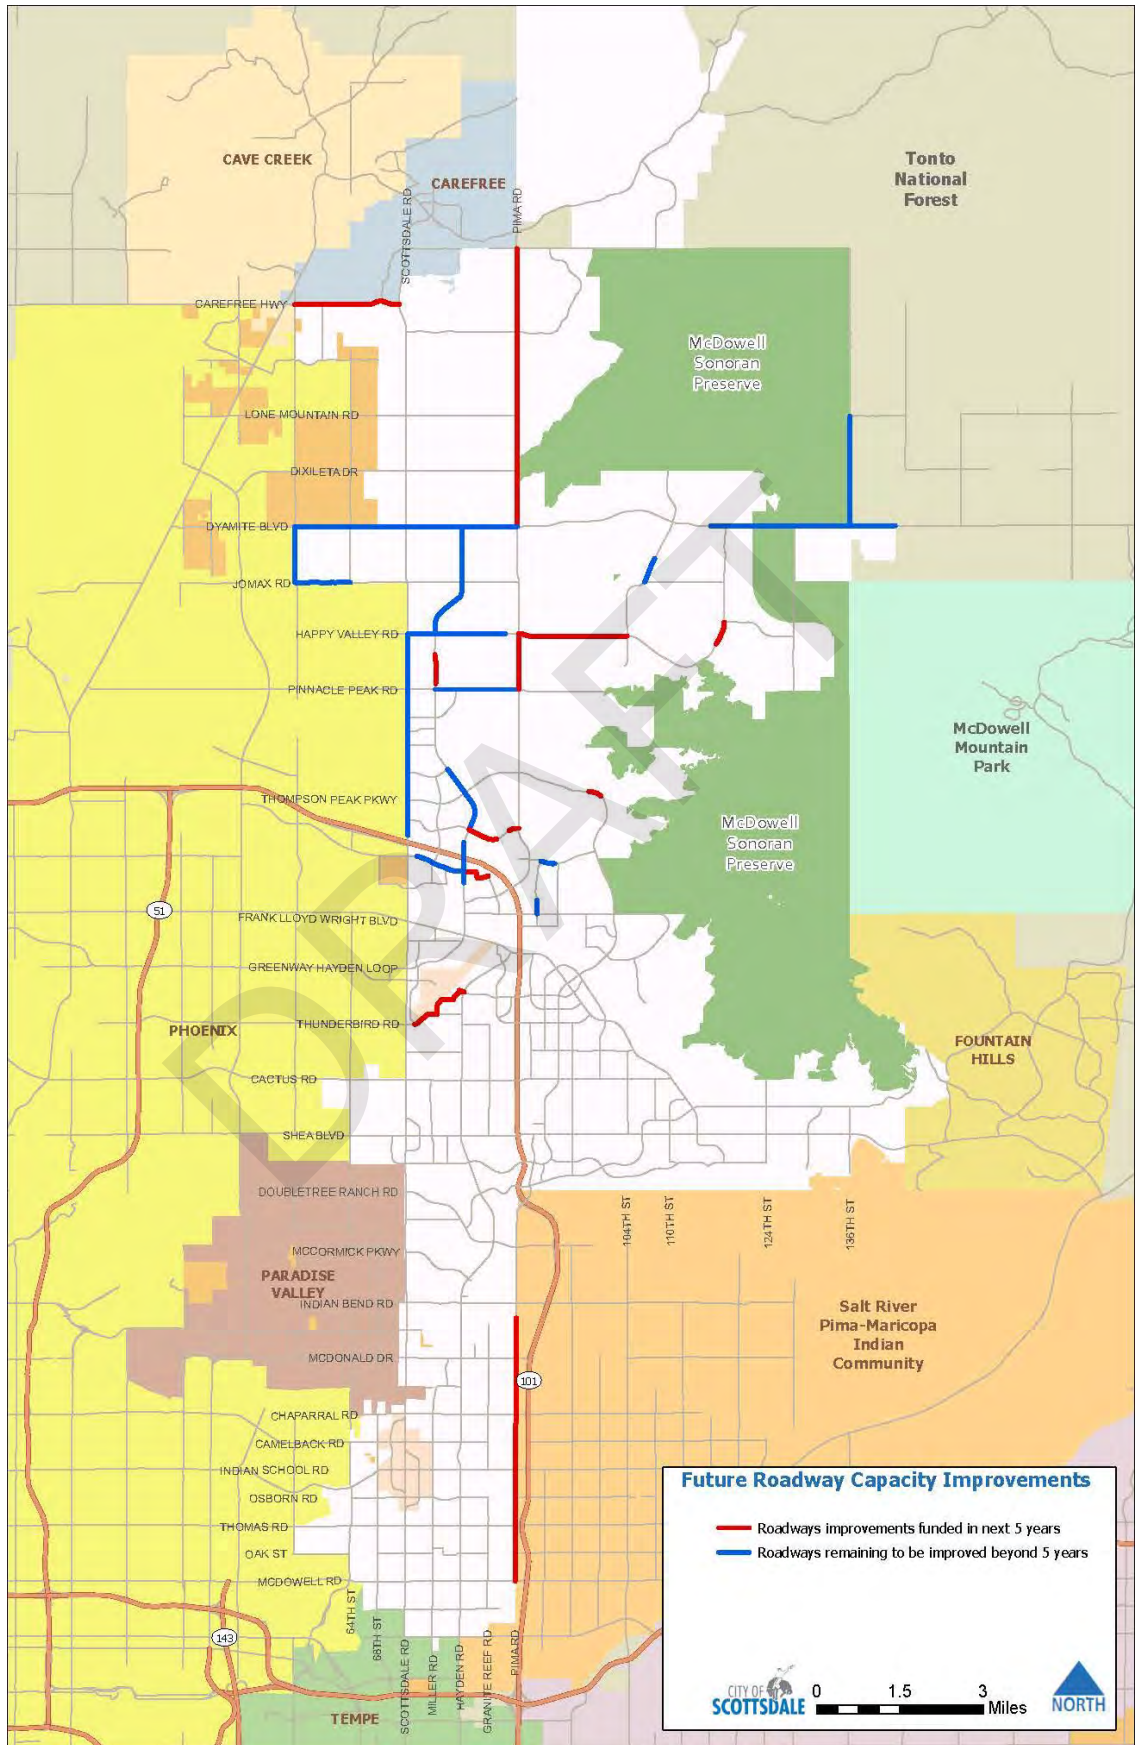 CAVE CREEK
CAREFREE
Tonto
National
Forest
SCOTTSDALE RD
PIMA RD
CAREFREE HWY
McDowell
Sonoran
Preserve
LONE MOUNTAIN RD
DIXILETA DR
DYAMITE BLVD
JOMAX RD
HAPPY VALLEY RD
PINNACLE PEAK RD
McDowell
Mountain
Park
THOMPSON PEAK PKWY
McDowell
Sonoran
Preserve
DRAFT
51
FRANK LLOYD WRIGHT BLVD
GREENWAY HAYDEN LOOP
PHOENIX
THUNDERBIRD RD
FOUNTAIN
HILLS
CACTUS RD
SHEA BLVD
DOUBLETREE RANCH RD
104TH ST
110TH ST
124TH ST
136TH ST
MCCORMICK PKWY
PARADISE
VALLEY
INDIAN BEND RD
Salt River
Pima-Maricopa
Indian
Community
MCDONALD DR
101
CHAPARRAL RD
CAMELBACK RD
INDIAN SCHOOL RD
OSBORN RD
THOMAS RD
OAK ST
MCDOWELL RD
64TH ST
68TH ST
SCOTTSDALE RD
MILLER RD
HAYDEN RD
GRANITE REEF RD
PIMA RD
143
TEMPE
Future Roadway Capacity Improvements
Roadways improvements funded in next 5 years
Roadways remaining to be improved beyond 5 years
CITY OF
SCOTTSDALE
0 1.5 3
Miles
NORTH